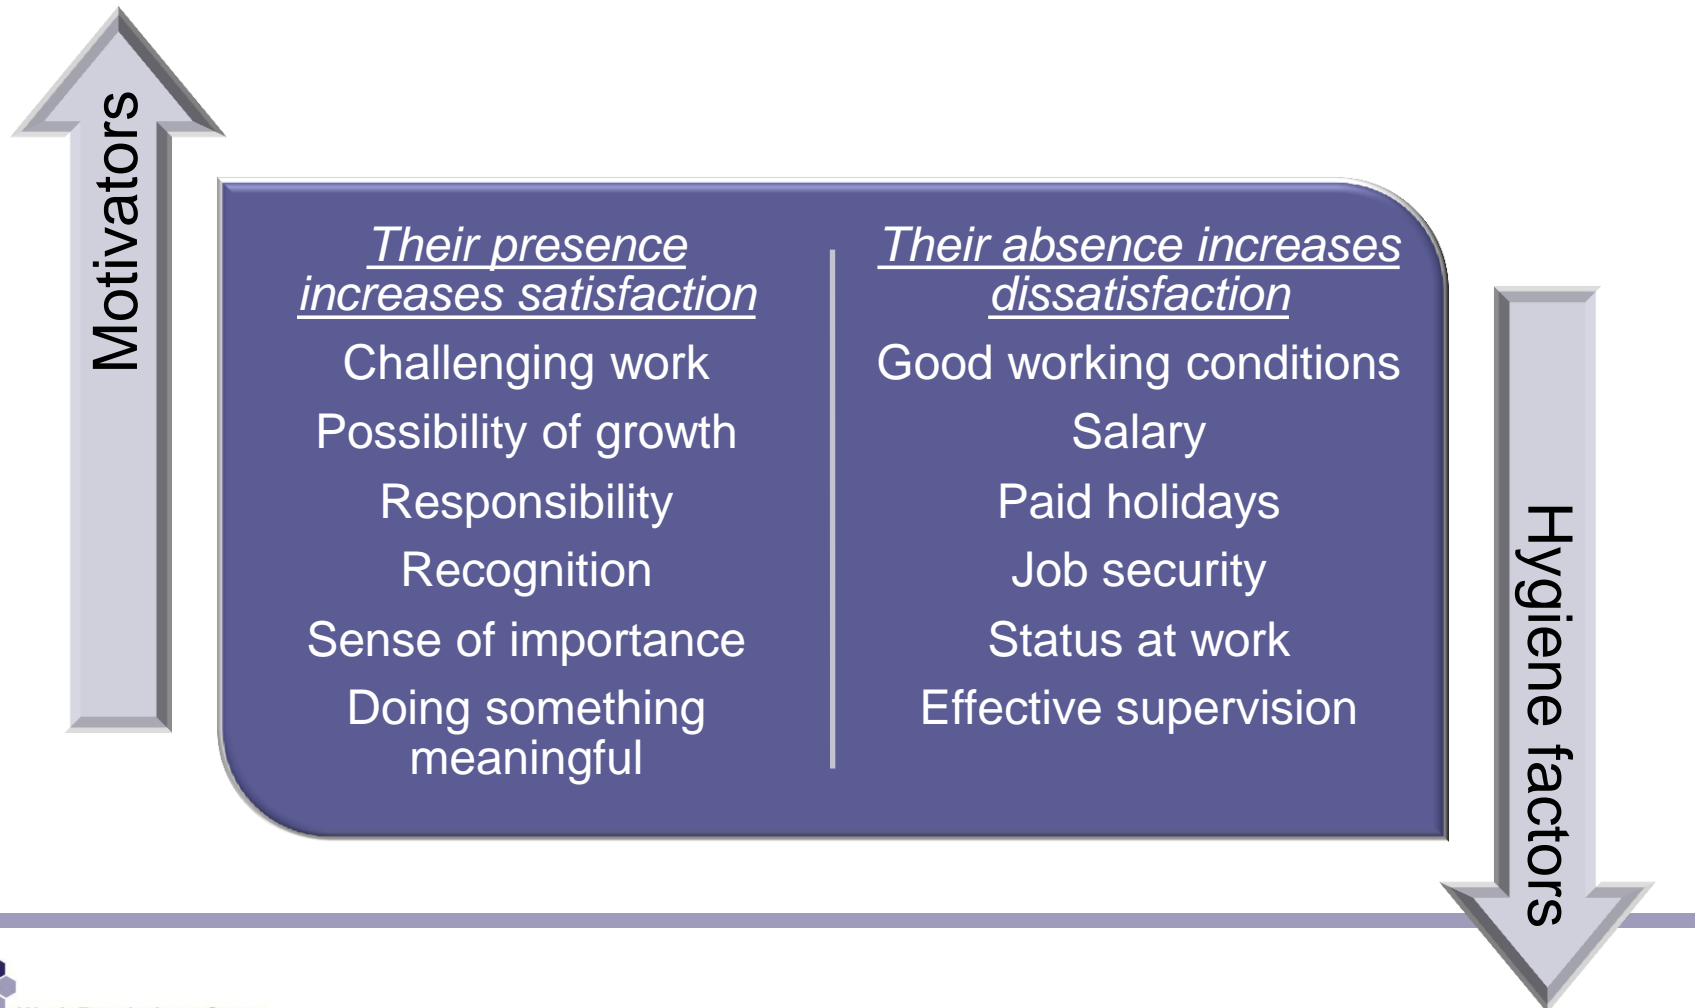 Motivators
Their presence
increases satisfaction
Challenging work
Possibility of growth
Responsibility
Recognition
Sense of importance
Doing something
meaningful
Their absence increases
dissatisfaction
Good working conditions
Salary
Paid holidays
Job security
Status at work
Effective supervision
Hygiene factors